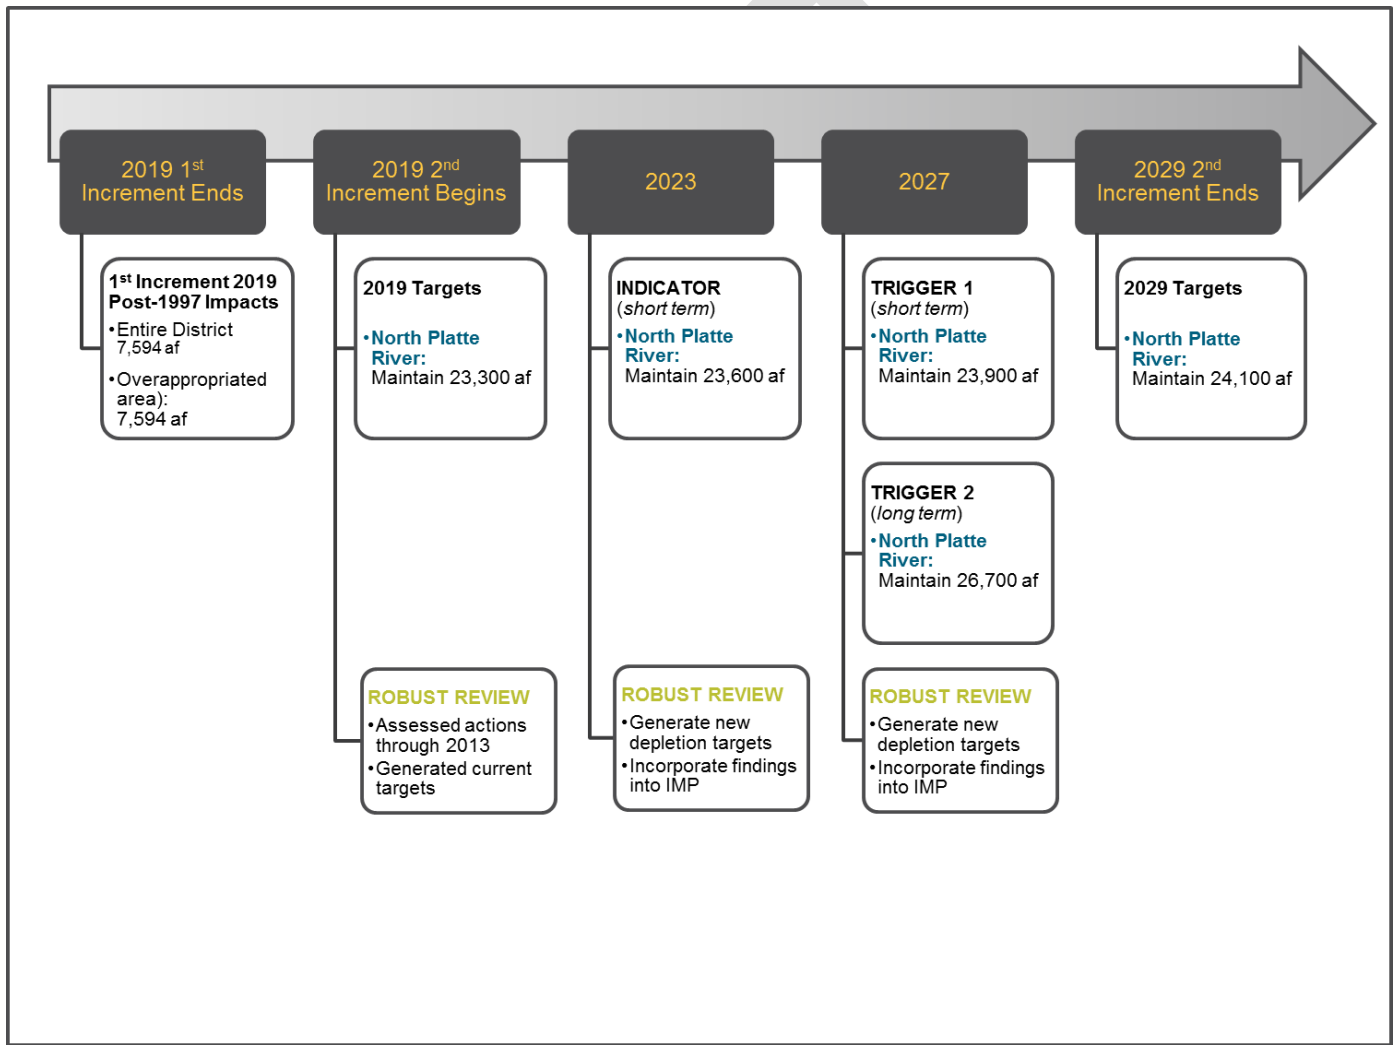 2019 1st
Increment Ends
2019 2nd
Increment Begins
2023
2027
2029 2nd
Increment Ends
1st Increment 2019
Post-1997 Impacts
•Entire District
7,594 af
•Overappropriated
area):
7,594 af
2019 Targets
•North Platte
River:
Maintain 23,300 af
ROBUST REVIEW
•Assessed actions
through 2013
•Generated current
targets
INDICATOR
(short term)
•North Platte
River:
Maintain 23,600 af
ROBUST REVIEW
•Generate new
depletion targets
•Incorporate findings
into IMP
TRIGGER 1
(short term)
•North Platte
River:
Maintain 23,900 af
TRIGGER 2
(long term)
•North Platte
River:
Maintain 26,700 af
ROBUST REVIEW
•Generate new
depletion targets
•Incorporate findings
into IMP
2029 Targets
•North Platte
River:
Maintain 24,100 af